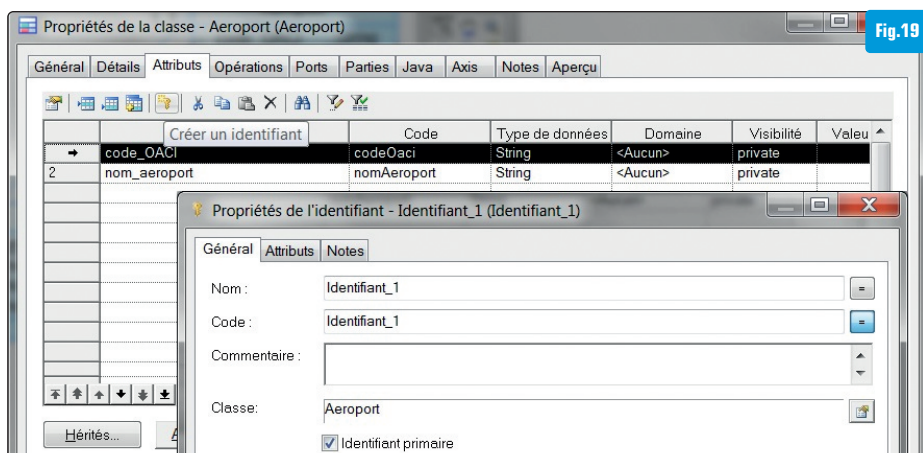 Propriétés de la classe - Aeroport (Aeroport)
Fig.19
Général Détails Attributs Opérations Ports Parties Java Axis Notes Aperçu
Créer un identifiant
Code Type de données Domaine Visibilité Valeu
code_OACI codeOaci String <Aucun> private
2 nom_aeroport nomAeroport String <Aucun> private
Propriétés de l'identifiant - Identifiant_1 (Identifiant_1)
Général Attributs Notes
Nom : Identifiant_1 =
Code : Identifiant_1 =
Commentaire :
Classe: Aeroport
Hérités...
Identifiant primaire